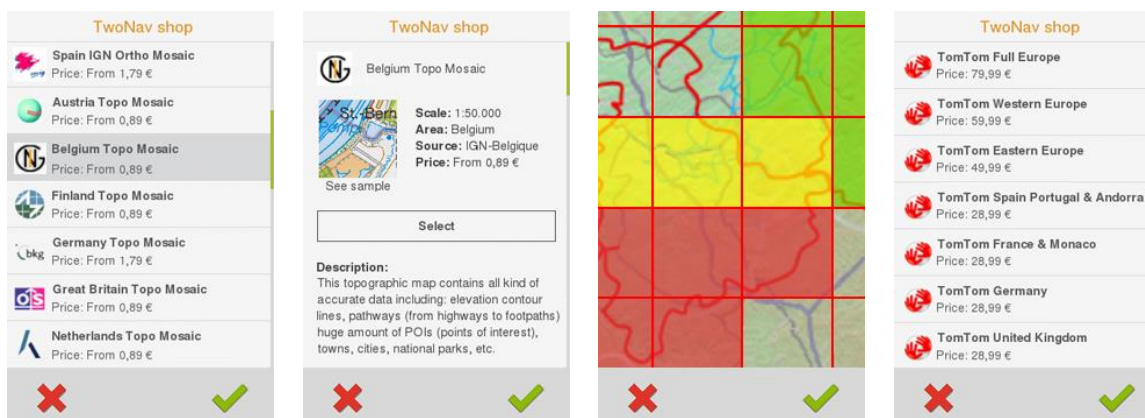 TwoNav shop
Spain IGN Ortho Mosaic
Price: From 1,79 €
Austria Topo Mosaic
Price: From 0,89 €
Belgium Topo Mosaic
Price: From 0,89 €
Finland Topo Mosaic
Price: From 0,89 €
bkg
Germany Topo Mosaic
Price: From 1,79 €
OS
Great Britain Topo Mosaic
Price: From 0,89 €
Netherlands Topo Mosaic
Price: From 0,89 €
TwoNav shop
Belgium Topo Mosaic
St.-Bern
Scale: 1:50.000
Area: Belgium
Source: IGN-Belgique
Price: From 0,89 €
See sample
Select
Description:
This topographic map contains all kind of
accurate data including: elevation contour
lines, pathways (from highways to footpaths)
huge amount of POIs (points of interest),
towns, cities, national parks, etc.
TwoNav shop
TomTom Full Europe
Price: 79,99 €
TomTom Western Europe
Price: 59,99 €
TomTom Eastern Europe
Price: 49,99 €
TomTom Spain Portugal & Andorra
Price: 28,99 €
TomTom France & Monaco
Price: 28,99 €
TomTom Germany
Price: 28,99 €
TomTom United Kingdom
Price: 28,99 €